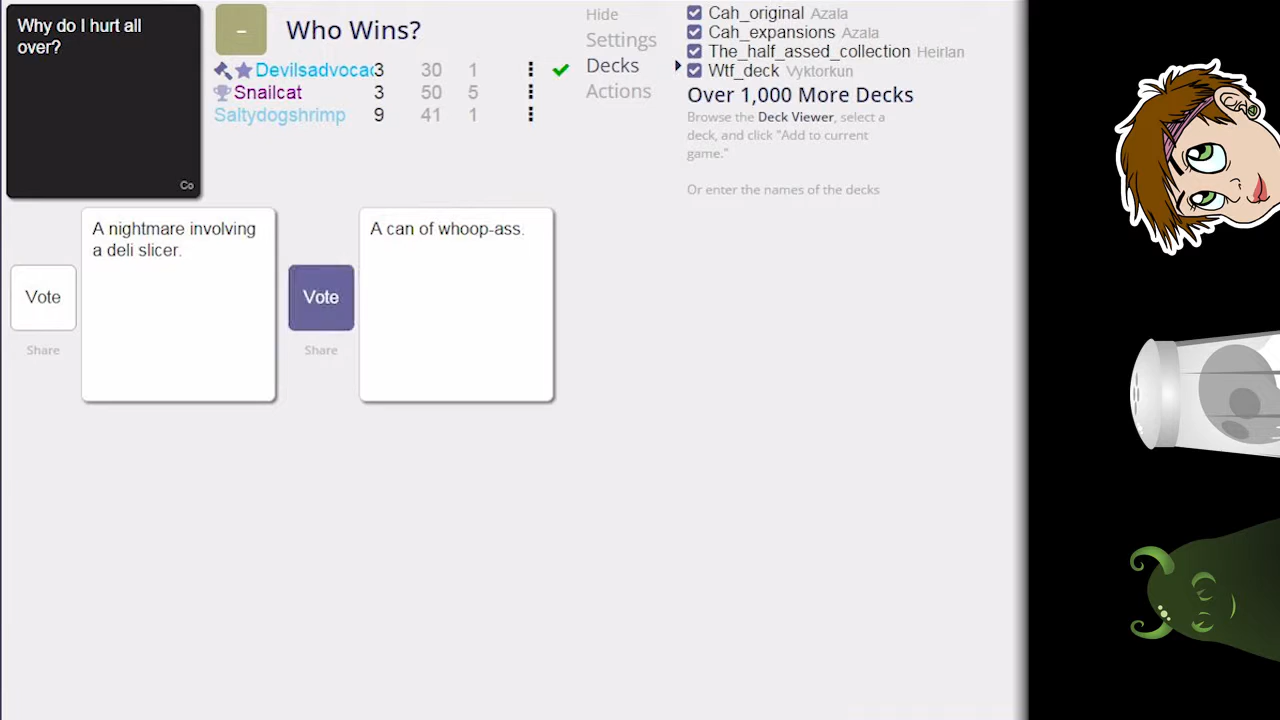 Why do I hurt all
over?
Co
–
Who Wins?
Devilsadvocac 3 30 1
Snailcat 3 50 5
Saltydogshrimp 9 41 1
Hide
Settings
Decks
Actions
Cah_original Azala
Cah_expansions Azala
The_half_assed_collection Heirlan
Wtf_deck Vyktorkun
Over 1,000 More Decks
Browse the Deck Viewer, select a
deck, and click "Add to current
game."
Or enter the names of the decks
Vote
Share
A nightmare involving
a deli slicer.
Vote
Share
A can of whoop-ass.